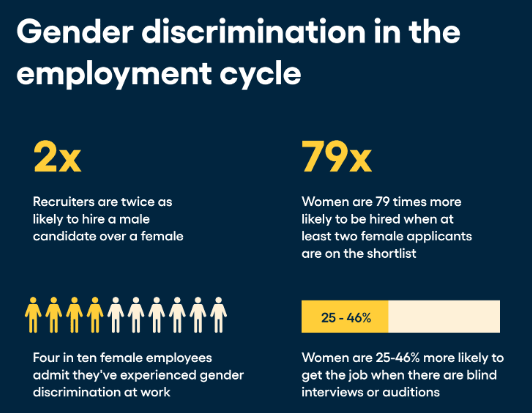 Gender discrimination in the
employment cycle
2x
Recruiters are twice as
likely to hire a male
candidate over a female
79x
Women are 79 times more
likely to be hired when at
least two female applicants
are on the shortlist
Four in ten female employees
admit they've experienced gender
discrimination at work
25 - 46%
Women are 25-46% more likely to
get the job when there are blind
interviews or auditions